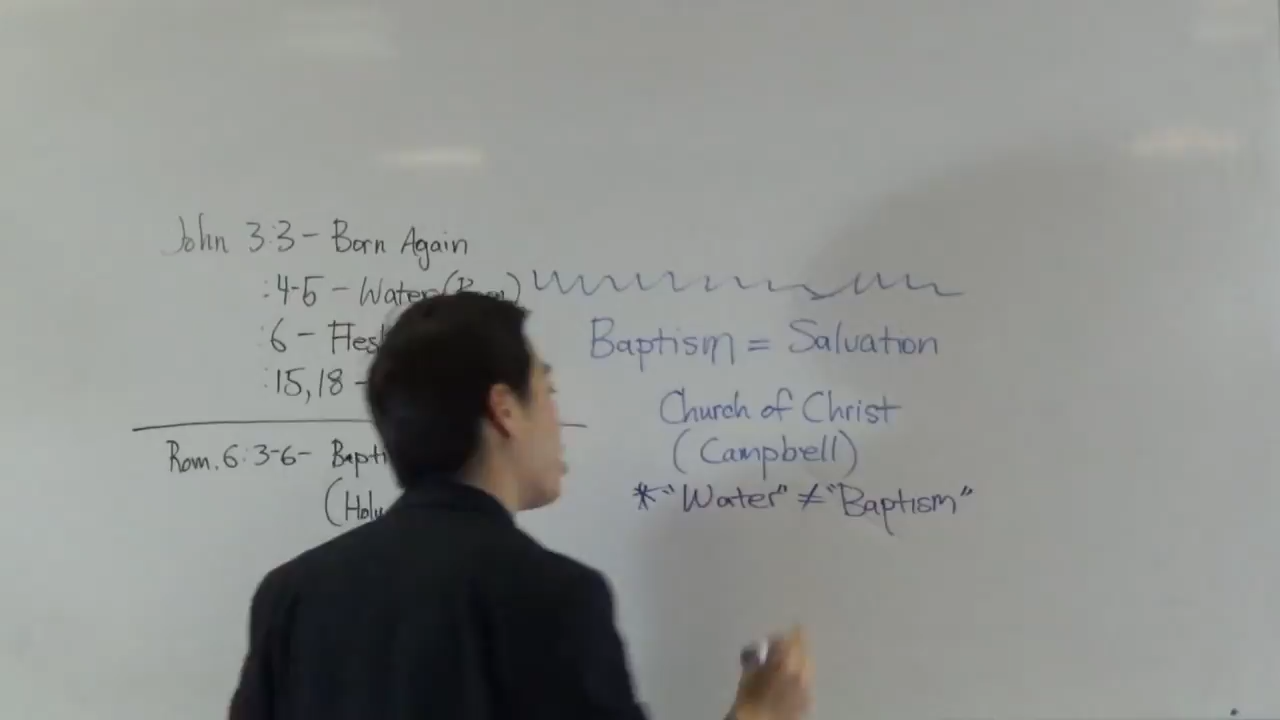 John 3:3 – Born Again
:4-5 – Water
:6 – Fles
:15,18 –
Rom. 6:3-6 – Bapti
(Holy
Baptism = Salvation
Church of Christ
(Campbell)
*"Water" ≠ "Baptism"